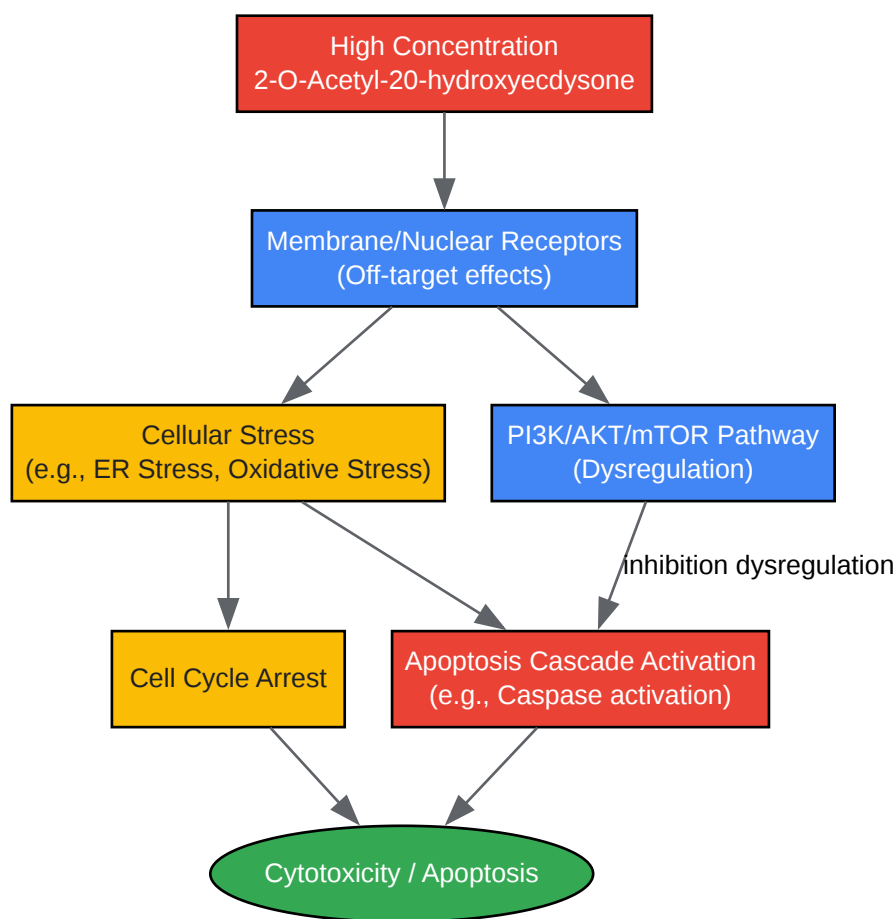 High Concentration
2-O-Acetyl-20-hydroxyecdysone
Membrane/Nuclear Receptors
(Off-target effects)
Cellular Stress
(e.g., ER Stress, Oxidative Stress)
PI3K/AKT/mTOR Pathway
(Dysregulation)
inhibition dysregulation
Cell Cycle Arrest
Apoptosis Cascade Activation
(e.g., Caspase activation)
Cytotoxicity / Apoptosis